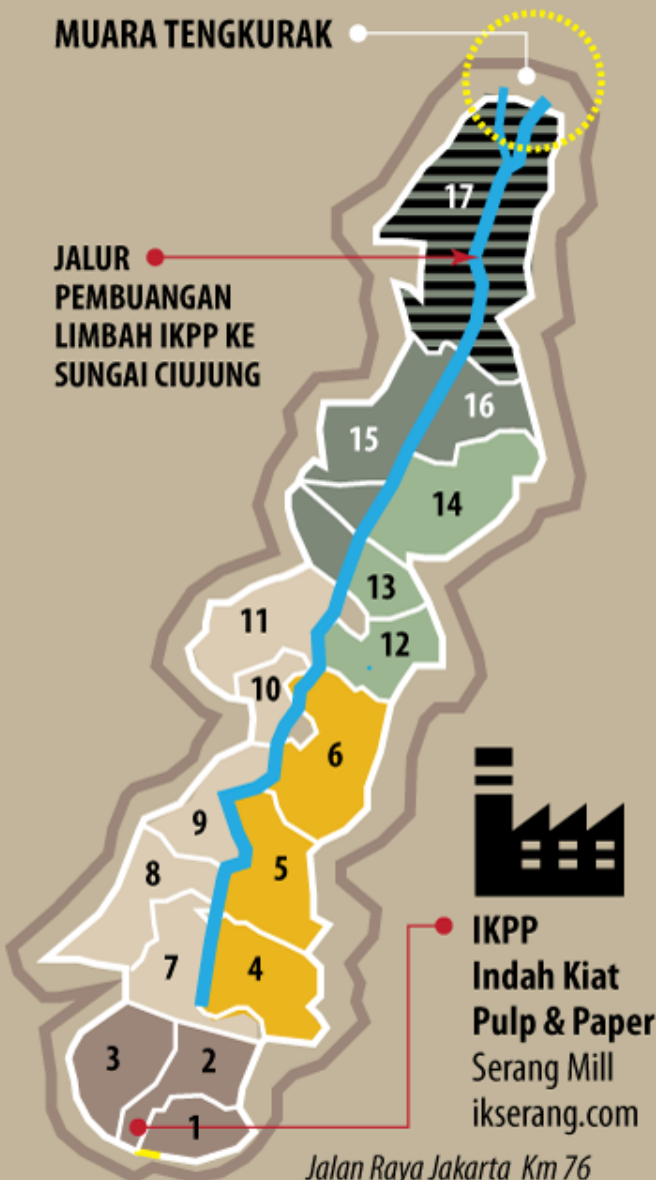 MUARA TENGKURAK
17
JALUR
PEMBUANGAN
LIMBAH IKPP KE
SUNGAI CIUJUNG
16
15
14
13
11
12
10
6
9
5
8
IKPP
Indah Kiat
Pulp & Paper
Serang Mill
ikserang.com
7
4
3
2
1
Jalan Raya Jakarta Km 76